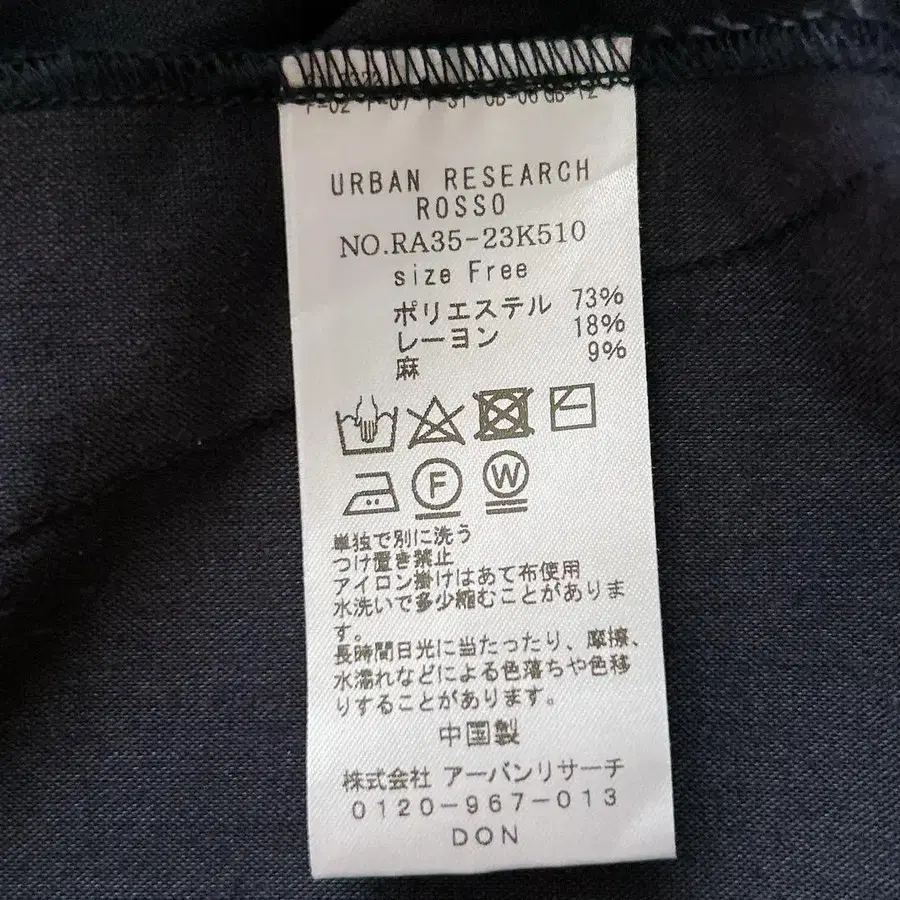 URBAN RESEARCH
ROSSO
NO.RA35-23K510
size Free
ポリエステル 73%
レーヨン 18%
麻 9%
F W
単独で別に洗う
つけ置き禁止
アイロン掛けはあて布使用
水洗いで多少縮むことがありま
す。
長時間日光に当たったり、摩擦、
水濡れなどによる色落ちや色移
りすることがあります。
中国製
株式会社 アーバンリサーチ
0120-967-013
DON